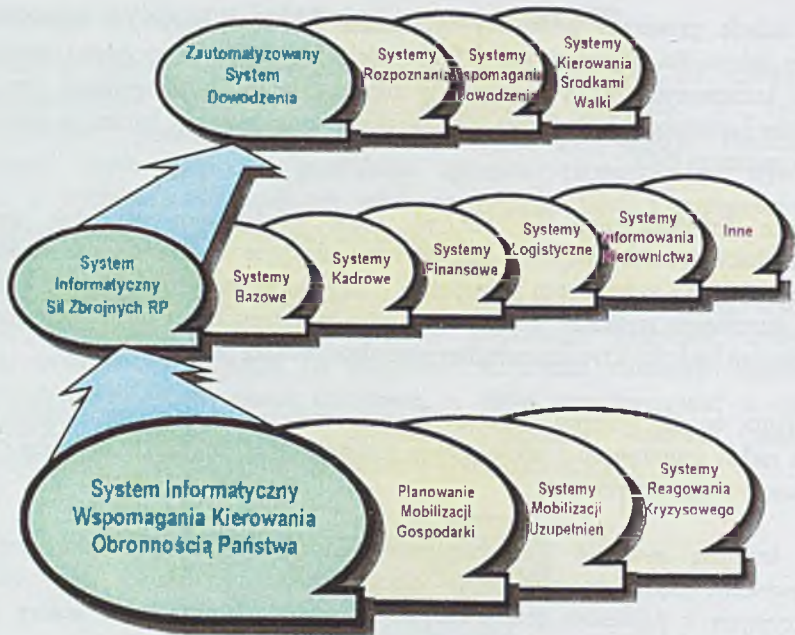 Zautomatyzowany
System
Dowodzenia
Systemy
Rozpoznania
Systemy
Wspomagania
Dowodzenia
Systemy
Kierowania
Środkami
Walki
System
Informatyczny
Sił Zbrojnych RP
Systemy
Bazowe
Systemy
Kadrowe
Systemy
Finansowe
Systemy
Logistyczne
Systemy
Informowania
Kierownictwa
Inne
System Informatyczny
Wspomagania Kierowania
Obronnością Państwa
Planowanie
Mobilizacji
Gospodarki
Systemy
Mobilizacji
Uzupełnien
Systemy
Reagowania
Kryzysowego